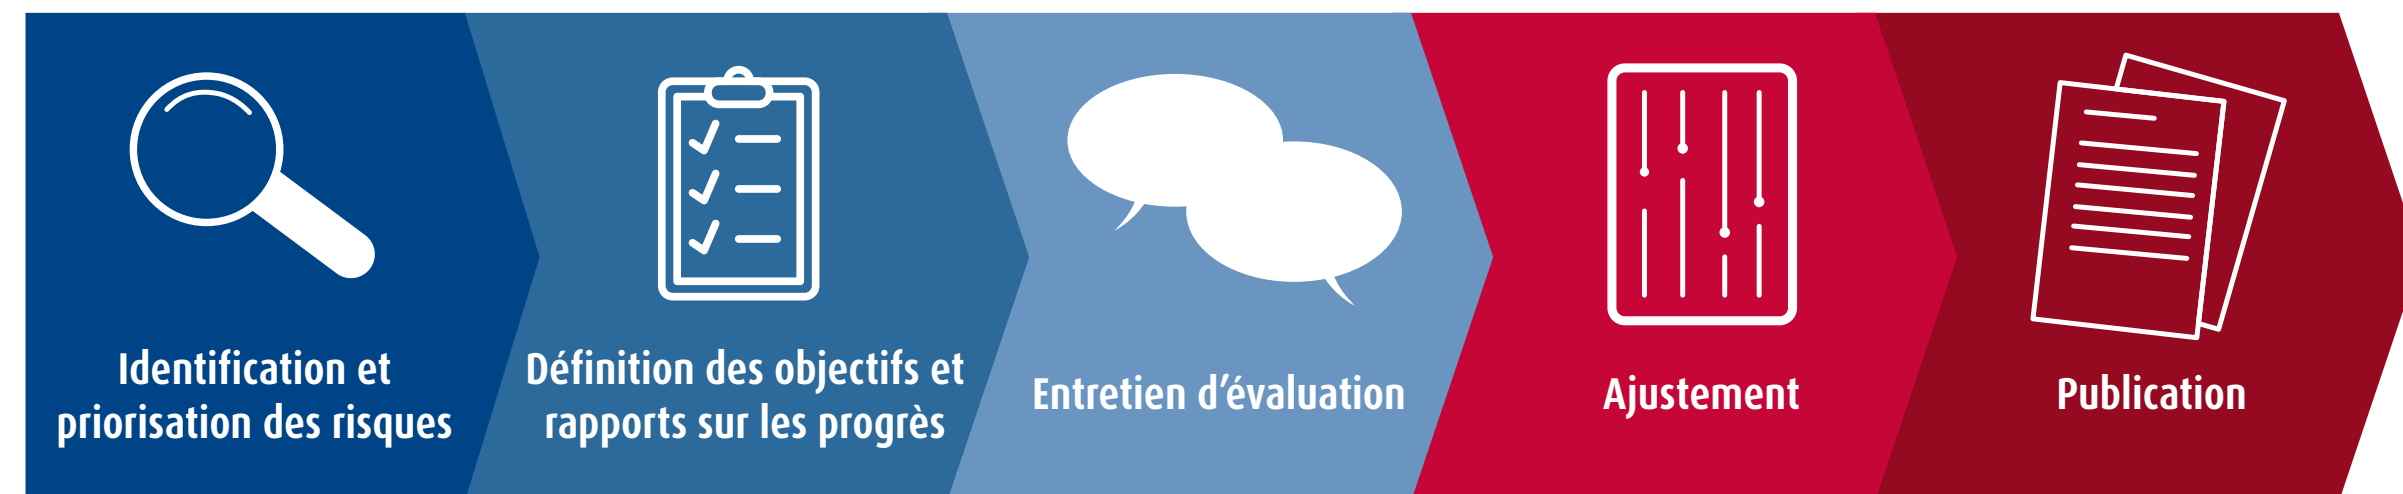 Identification et
priorisation des risques
Définition des objectifs et
rapports sur les progrès
Entretien d’évaluation
Ajustement
Publication